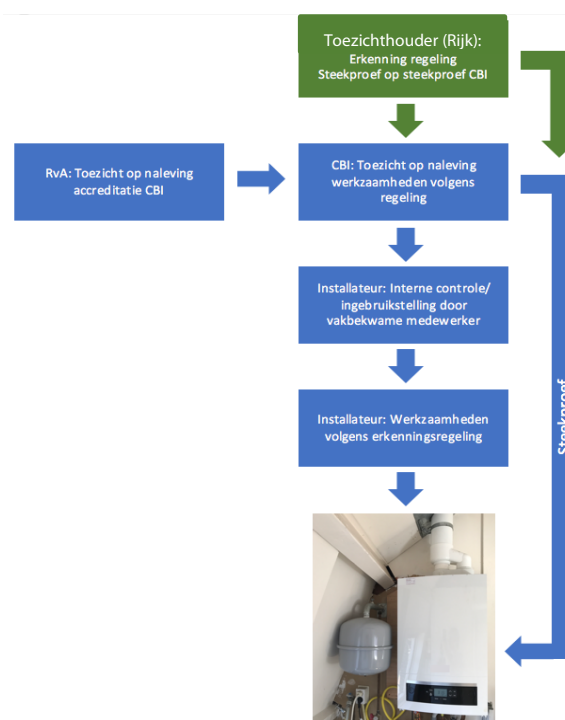 Toezichthouder (Rijk):
Erkenning regeling
Steekproef op steekproef CBI
RvA: Toezicht op naleving
accreditatie CBI
CBI: Toezicht op naleving
werkzaamheden volgens
regeling
Installateur: Interne controle/
ingebruikstelling door
vakbekwame medewerker
Installateur: Werkzaamheden
volgens erkenningsregeling
Steekproef